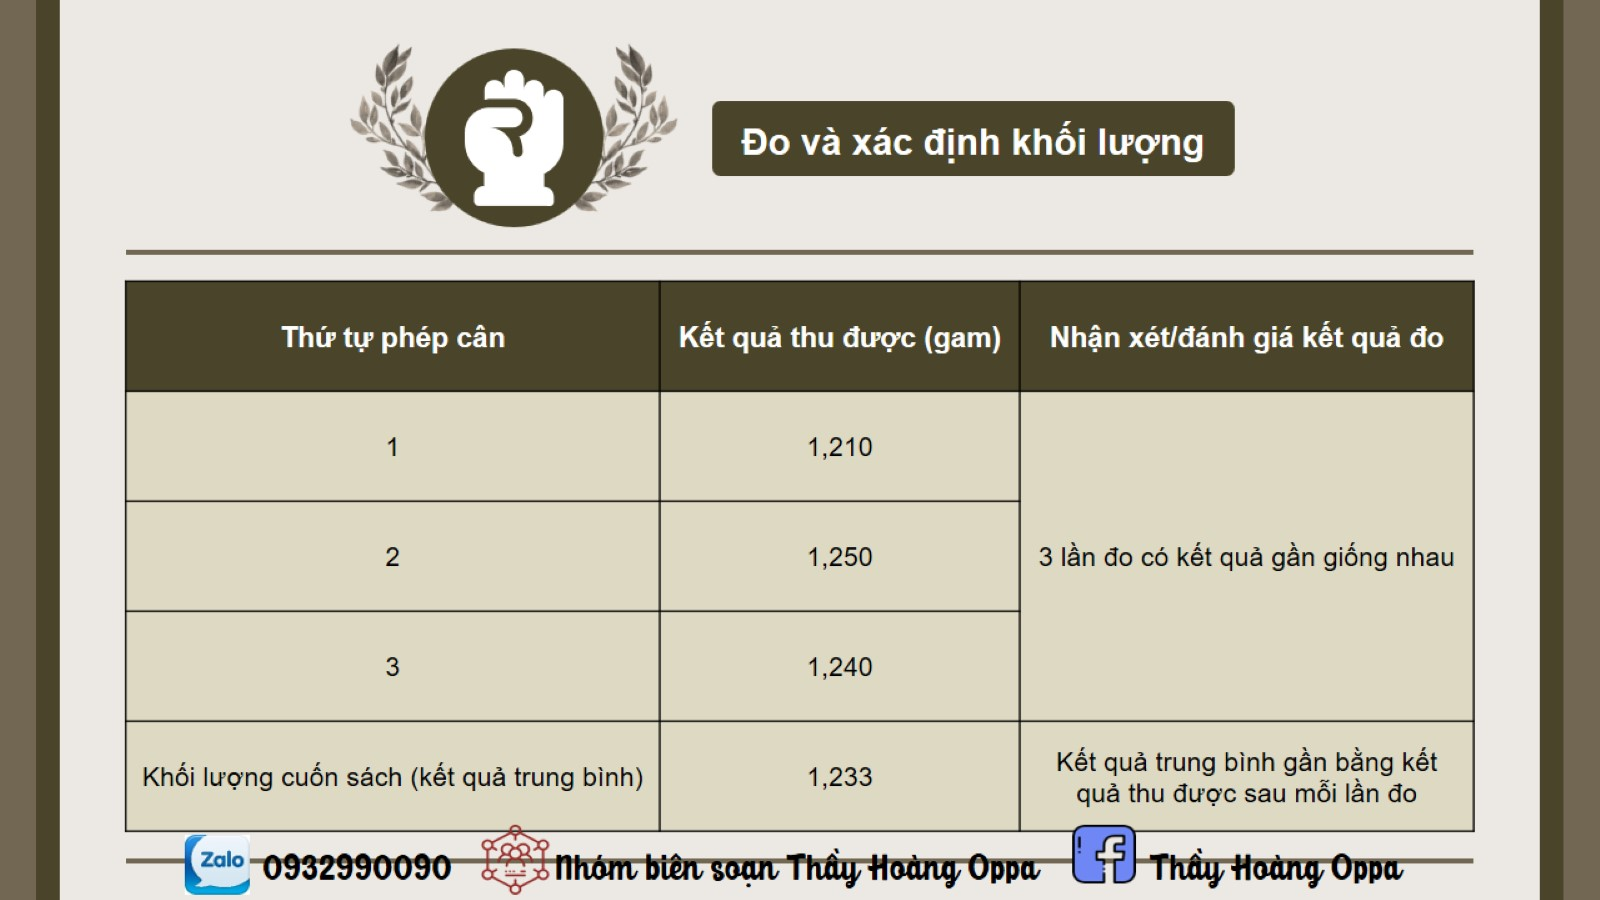 Đo và xác định khối lượng
Thứ tự phép cân
Kết quả thu được (gam)
Nhận xét/đánh giá kết quả đo
1
1,210
2
1,250
3 lần đo có kết quả gần giống nhau
3
1,240
Khối lượng cuốn sách (kết quả trung bình)
1,233
Kết quả trung bình gần bằng kết
quả thu được sau mỗi lần đo
Zalo
0932990090
Nhóm biên soạn Thầy Hoàng Oppa
Thầy Hoàng Oppa